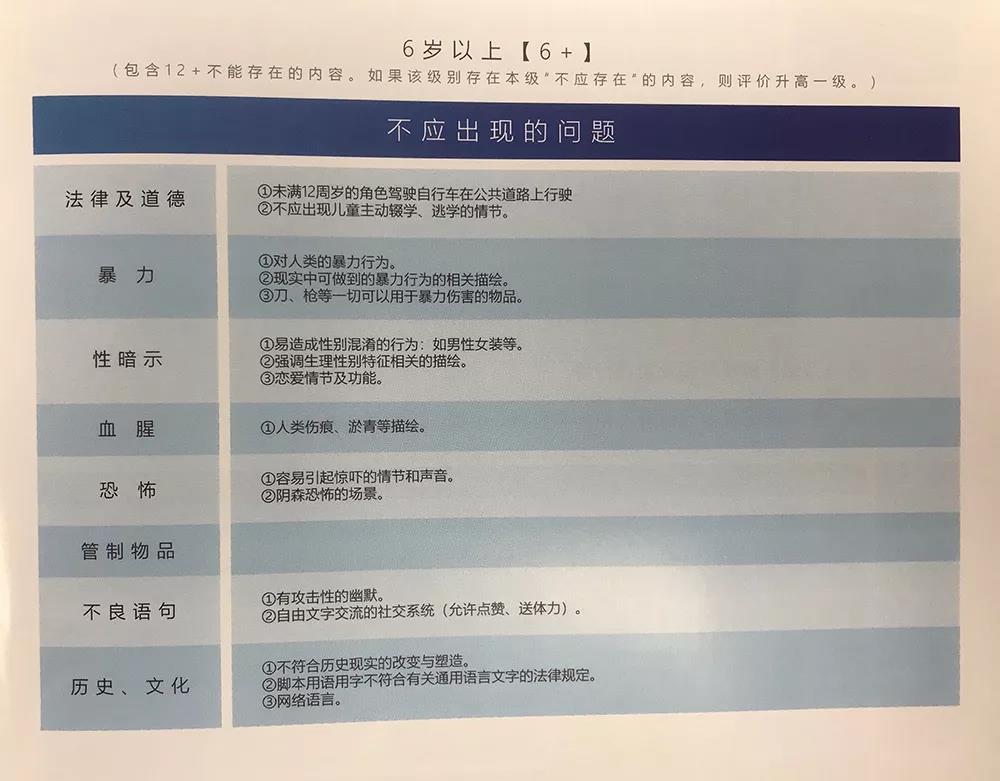 6岁以上【6+】
(包含12+不能存在的内容。如果该级别存在本级“不应存在”的内容，则评价升高一级。)
不应出现的问题
法律及道德
①未满12周岁的角色驾驶自行车在公共道路上行驶
②不应出现儿童主动辍学、逃学的情节。
暴 力
①对人类的暴力行为。
②现实中可做到的暴力行为的相关描绘。
③刀、枪等一切可以用于暴力伤害的物品。
性暗示
①易造成性别混淆的行为：如男性女装等。
②强调生理性别特征相关的描绘。
③恋爱情节及功能。
血 腥
①人类伤痕、淤青等描绘。
恐 怖
①容易引起惊吓的情节和声音。
②阴森恐怖的场景。
管制物品
不良语句
①有攻击性的幽默。
②自由文字交流的社交系统（允许点赞、送体力）。
历史、文化
①不符合历史现实的改变与塑造。
②脚本用语用字不符合有关通用语言文字的法律规定。
③网络语言。